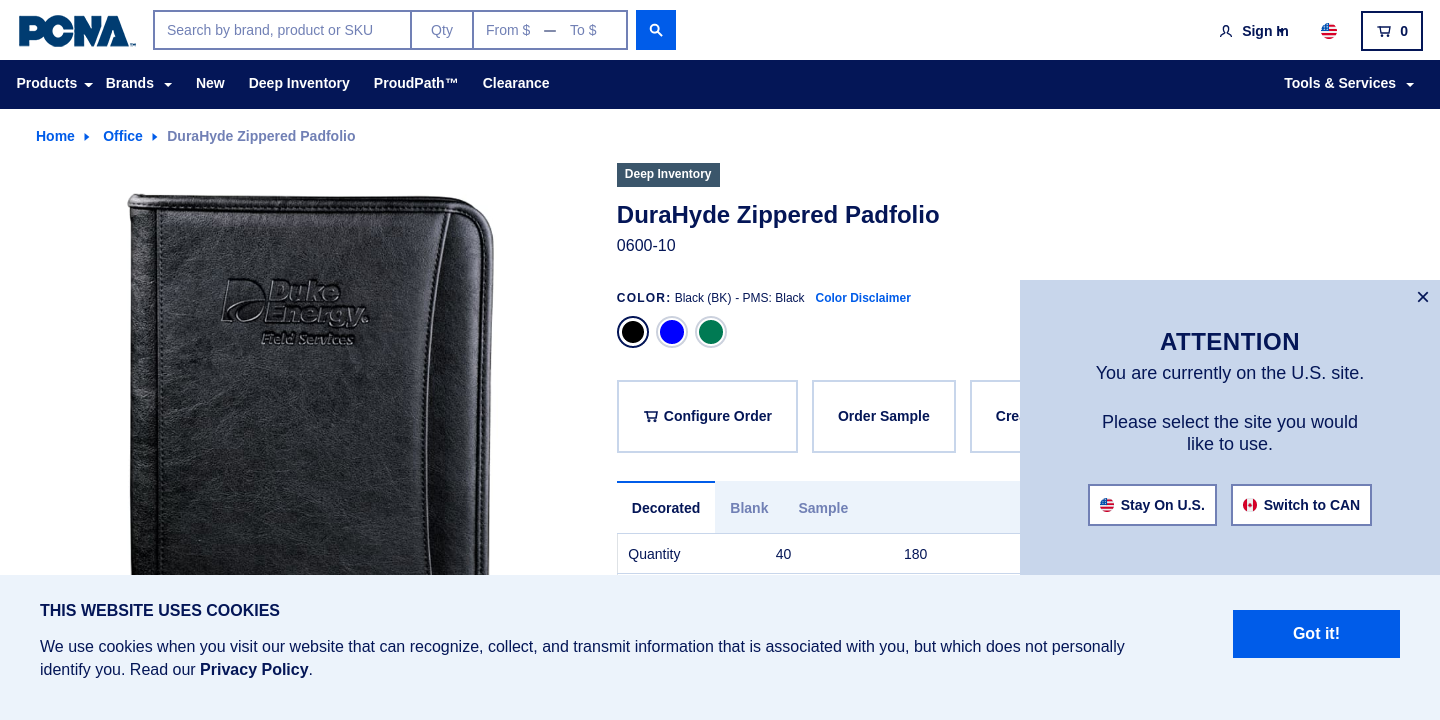 PCNA™
Search by brand, product or SKU
Qty
From $ — To $
Sign In
0
Products Brands New Deep Inventory ProudPath™ Clearance Tools & Services
Home Office DuraHyde Zippered Padfolio
Deep Inventory
DuraHyde Zippered Padfolio
0600-10
COLOR: Black (BK) - PMS: Black Color Disclaimer
Duke
Energy®
Field Services
Configure Order
Order Sample
Cre
Decorated Blank Sample
Quantity 40 180
×
ATTENTION
You are currently on the U.S. site.
Please select the site you would
like to use.
Stay On U.S.
Switch to CAN
THIS WEBSITE USES COOKIES
We use cookies when you visit our website that can recognize, collect, and transmit information that is associated with you, but which does not personally
identify you. Read our Privacy Policy.
Got it!